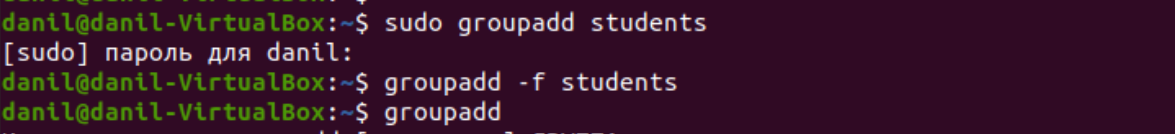 danil@danil-VirtualBox:~$ sudo groupadd students
[sudo] пароль для danil:
danil@danil-VirtualBox:~$ groupadd -f students
danil@danil-VirtualBox:~$ groupadd